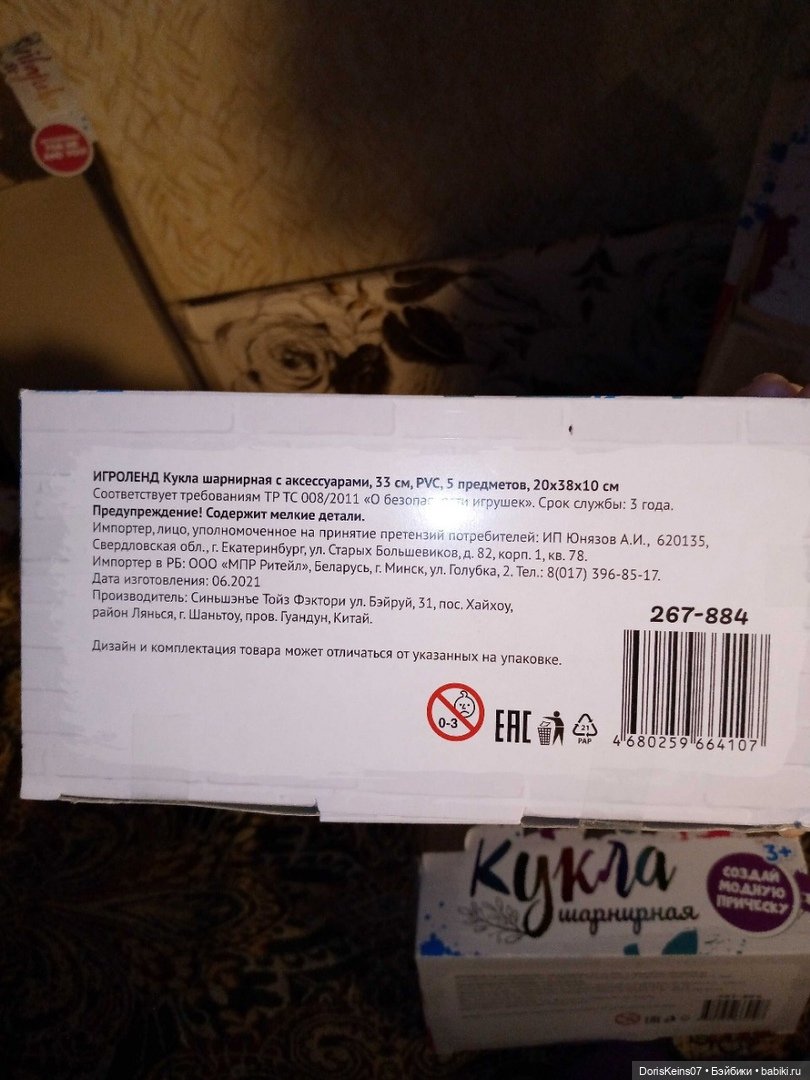 ИГРОЛЕНД Кукла шарнирная с аксессуарами, 33 см, PVC, 5 предметов, 20x38x10 см
Соответствует требованиям ТР ТС 008/2011 «О безопасности игрушек». Срок службы: 3 года.
Предупреждение! Содержит мелкие детали.
Импортер, лицо, уполномоченное на принятие претензий потребителей: ИП Юнязов А.И., 620135,
Свердловская обл., г. Екатеринбург, ул. Старых Большевиков, д. 82, корп. 1, кв. 78.
Импортер в РБ: ООО «МПР Ритейл», Беларусь, г. Минск, ул. Голубка, 2. Тел.: 8(017) 396-85-17.
Дата изготовления: 06.2021
Производитель: Синьшэнъе Тойз Фэктори ул. Бэйруй, 31, пос. Хайхоу,
район Лянься, г. Шаньтоу, пров. Гуандун, Китай.
267-884
Дизайн и комплектация товара может отличаться от указанных на упаковке.
0-3
EAC
21
PAP
4 680259 664107
Кукла
шарнирная
3+
СОЗДАЙ
МОДНУЮ
ПРИЧЕСКУ
DorisKeins07 • Бэйбики • babiki.ru